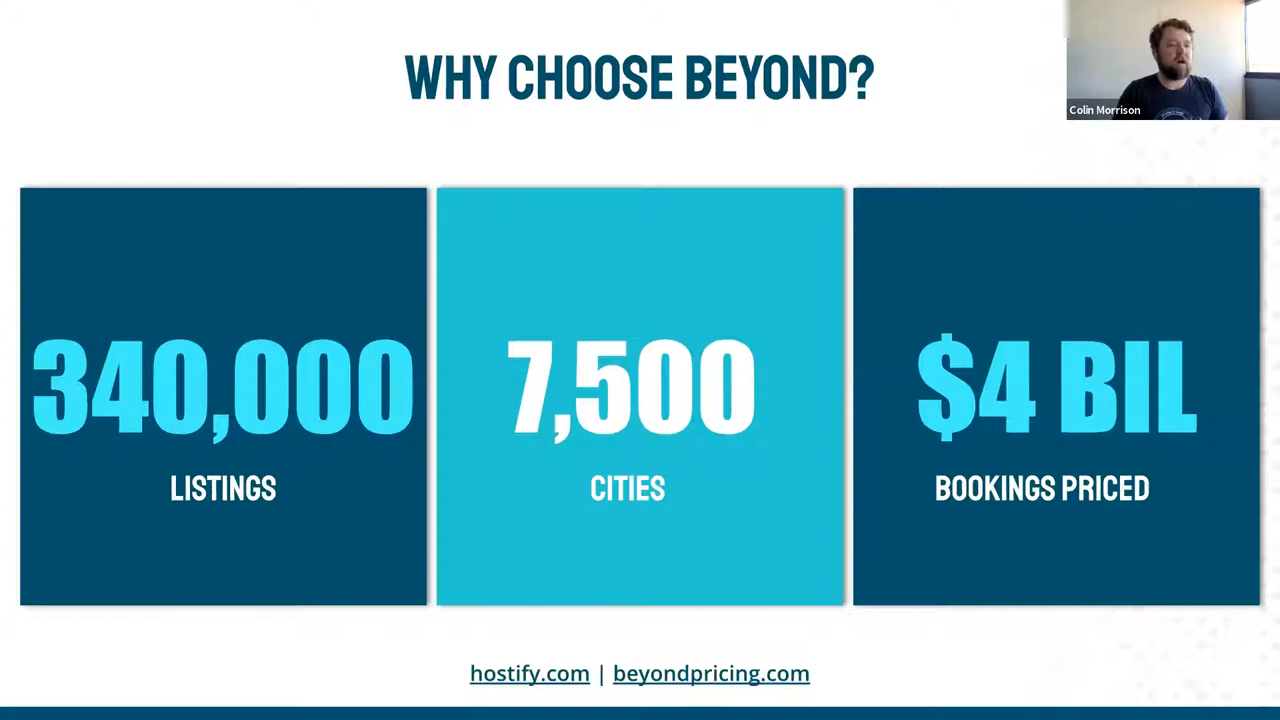 WHY CHOOSE BEYOND?
Colin Morrison
340,000
LISTINGS
7,500
CITIES
$4 BIL
BOOKINGS PRICED
hostify.com | beyondpricing.com